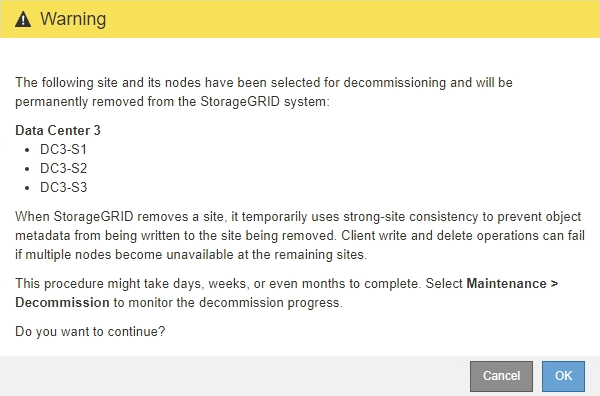 Warning
The following site and its nodes have been selected for decommissioning and will be
permanently removed from the StorageGRID system:
Data Center 3
• DC3-S1
• DC3-S2
• DC3-S3
When StorageGRID removes a site, it temporarily uses strong-site consistency to prevent object
metadata from being written to the site being removed. Client write and delete operations can fail
if multiple nodes become unavailable at the remaining sites.
This procedure might take days, weeks, or even months to complete. Select Maintenance >
Decommission to monitor the decommission progress.
Do you want to continue?
Cancel
OK